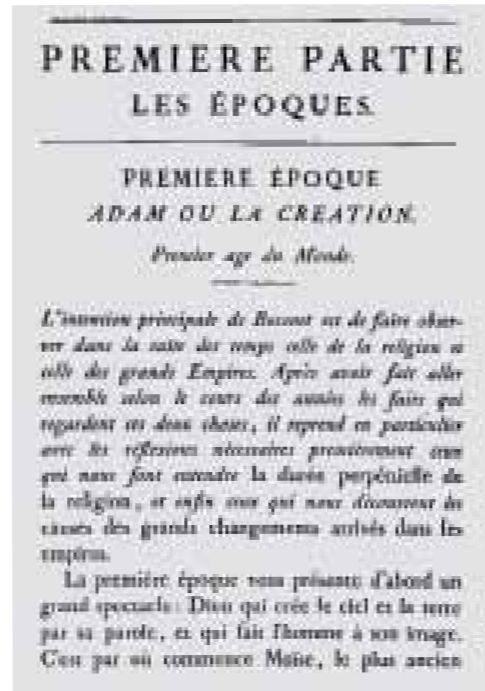 PREMIERE PARTIE
LES ÉPOQUES.
PREMIERE ÉPOQUE
ADAM OU LA CREATION.
Premier age du Monde.
L'intention principale de Bossuet est de faire obser-
ver dans la suite des temps celle de la religion et
celle des grands Empires. Après avoir fait aller
ensemble selon le cours des années les faits qui
regardent ces deux choses, il reprend en particulier
avec les réflexions nécessaires premièrement ceux
qui nous font entendre la durée perpétuelle de
la religion, et enfin ceux qui nous découvrent les
causes des grands changements arrivés dans les
empires.
La première époque vous présente d'abord un
grand spectacle : Dieu qui crée le ciel et la terre
par sa parole, et qui fait l'homme à son image.
C'est par où commence Moïse, le plus ancien